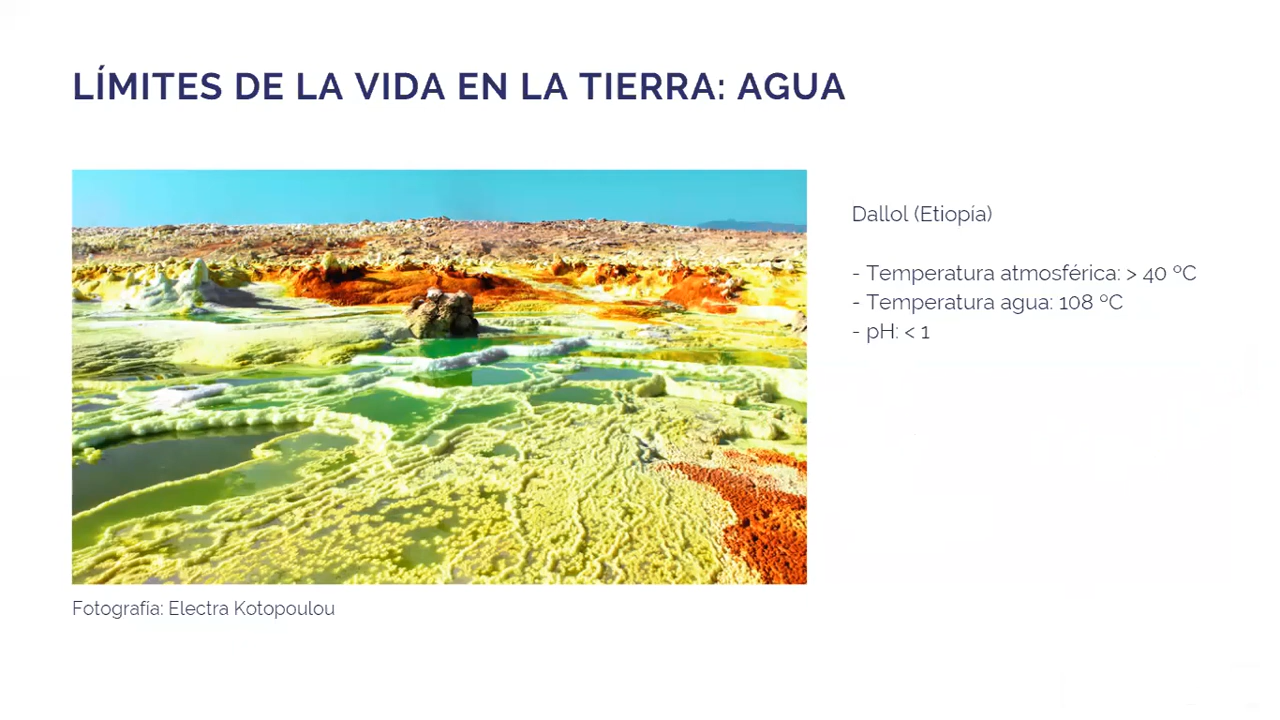 LÍMITES DE LA VIDA EN LA TIERRA: AGUA
Dallol (Etiopía)
- Temperatura atmosférica: > 40 ºC
- Temperatura agua: 108 ºC
- pH: < 1
Fotografía: Electra Kotopoulou